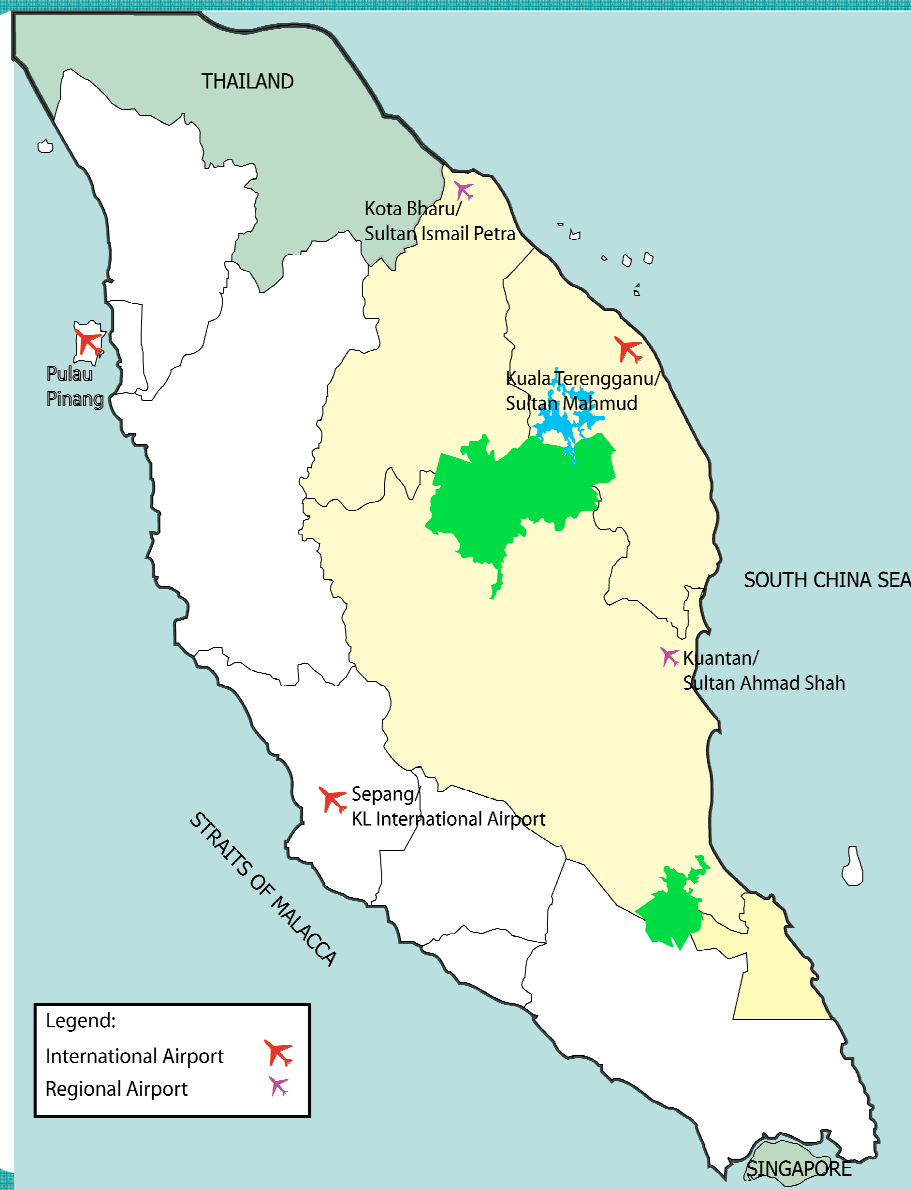 THAILAND
Kota Bharu/
Sultan Ismail Petra
Pulau
Pinang
Kuala Terengganu/
Sultan Mahmud
SOUTH CHINA SEA
Kuantan/
Sultan Ahmad Shah
Sepang/
KL International Airport
STRAITS OF MALACCA
Legend:
International Airport
Regional Airport
SINGAPORE